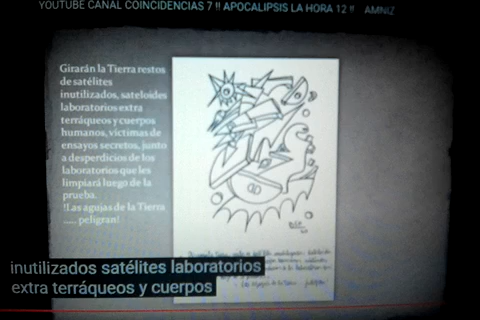 YOUTUBE CANAL COINCIDENCIAS 7 !! APOCALIPSIS LA HORA 12 !! AMNIZ
Girarán la Tierra restos
de satélites
inutilizados, sateloides
laboratorios extra
terráqueos y cuerpos
humanos, víctimas de
ensayos secretos, junto
a desperdicios de los
laboratorios que les
limpiará luego de la
prueba.
!Las agujas de la Tierra
..... peligran!
inutilizados satélites laboratorios
extra terráqueos y cuerpos